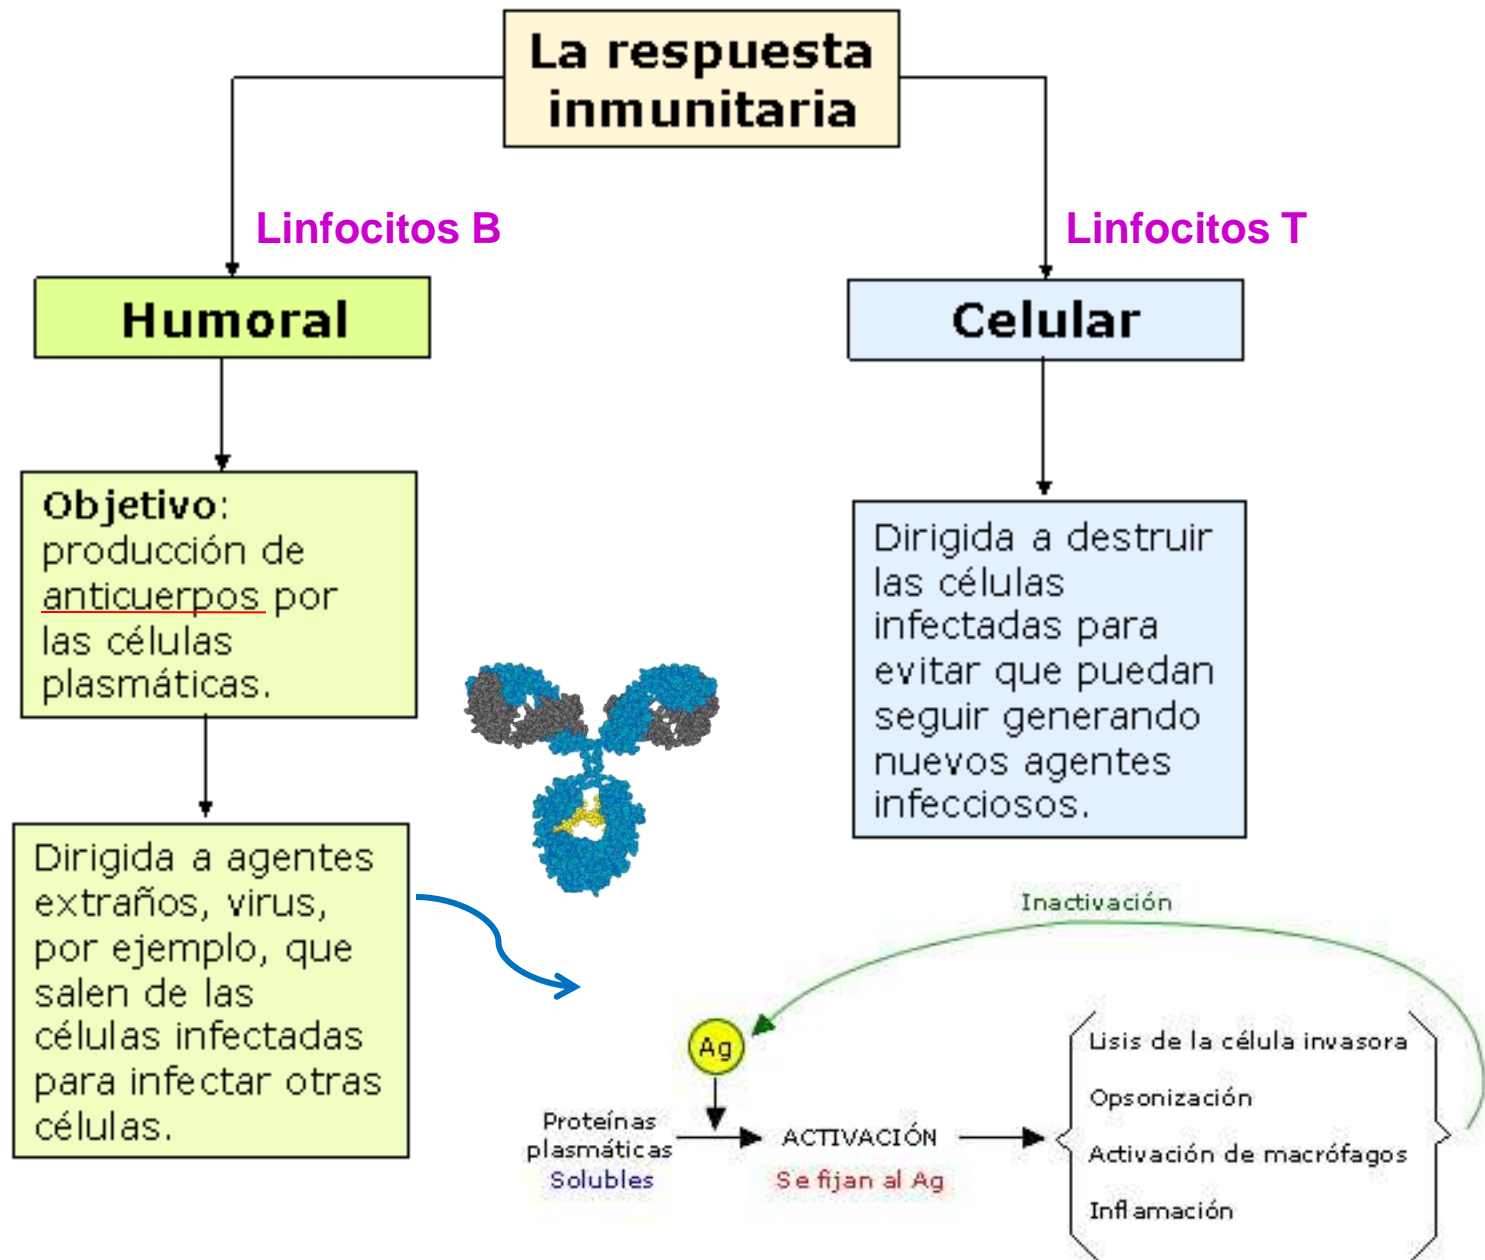 La respuesta
inmunitaria
Linfocitos B
Linfocitos T
Humoral
Celular
Objetivo:
producción de
anticuerpos por
las células
plasmáticas.
Dirigida a destruir
las células
infectadas para
evitar que puedan
seguir generando
nuevos agentes
infecciosos.
Dirigida a agentes
extraños, virus,
por ejemplo, que
salen de las
células infectadas
para infectar otras
células.
Inactivación
Ag
Proteínas
plasmáticas
Solubles
ACTIVACIÓN
Se fijan al Ag
Lisis de la célula invasora
Opsonización
Activación de macrófagos
Inflamación